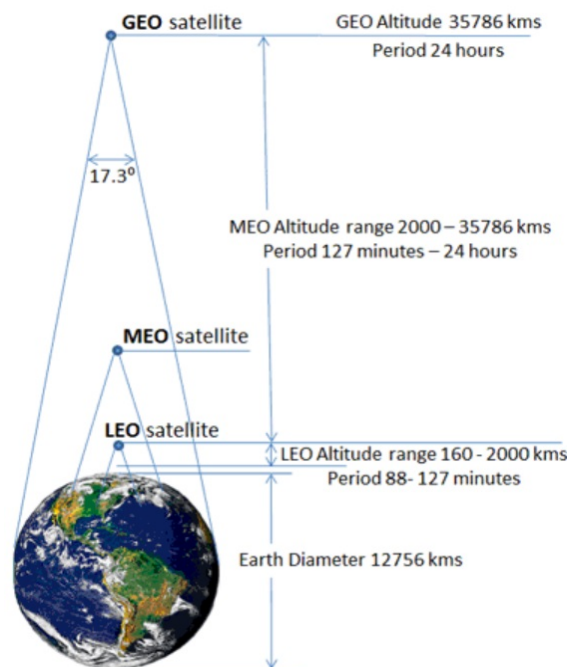 GEO satellite
GEO Altitude 35786 kms
Period 24 hours
17.3⁰
MEO Altitude range 2000 – 35786 kms
Period 127 minutes – 24 hours
MEO satellite
LEO satellite
LEO Altitude range 160 - 2000 kms
Period 88- 127 minutes
Earth Diameter 12756 kms